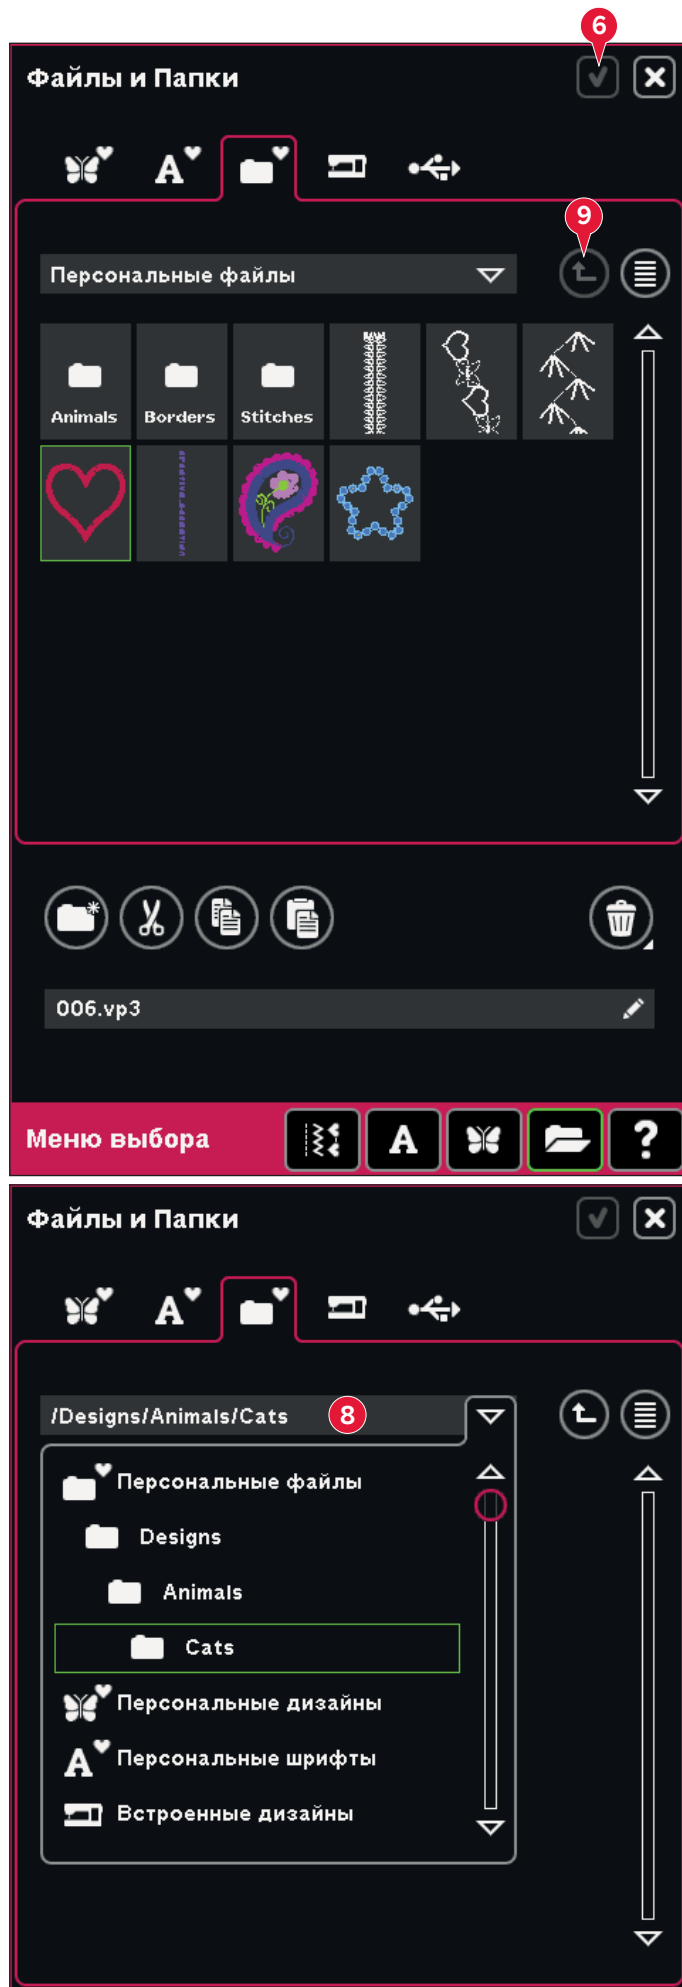 6
Файлы и Папки
9
Персональные файлы
Animals
Borders
Stitches
006.vp3
Меню выбора
Файлы и Папки
/Designs/Animals/Cats
8
Персональные файлы
Designs
Animals
Cats
Персональные дизайны
Персональные шрифты
Встроенные дизайны